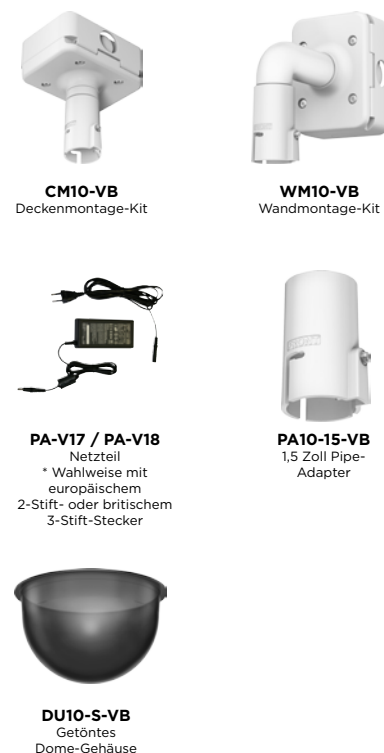 CM10-VB
Deckenmontage-Kit
WM10-VB
Wandmontage-Kit
PA-V17 / PA-V18
Netzteil
* Wahlweise mit
europäischem
2-Stift- oder britischem
3-Stift-Stecker
PA10-15-VB
1,5 Zoll Pipe-
Adapter
DU10-S-VB
Getöntes
Dome-Gehäuse